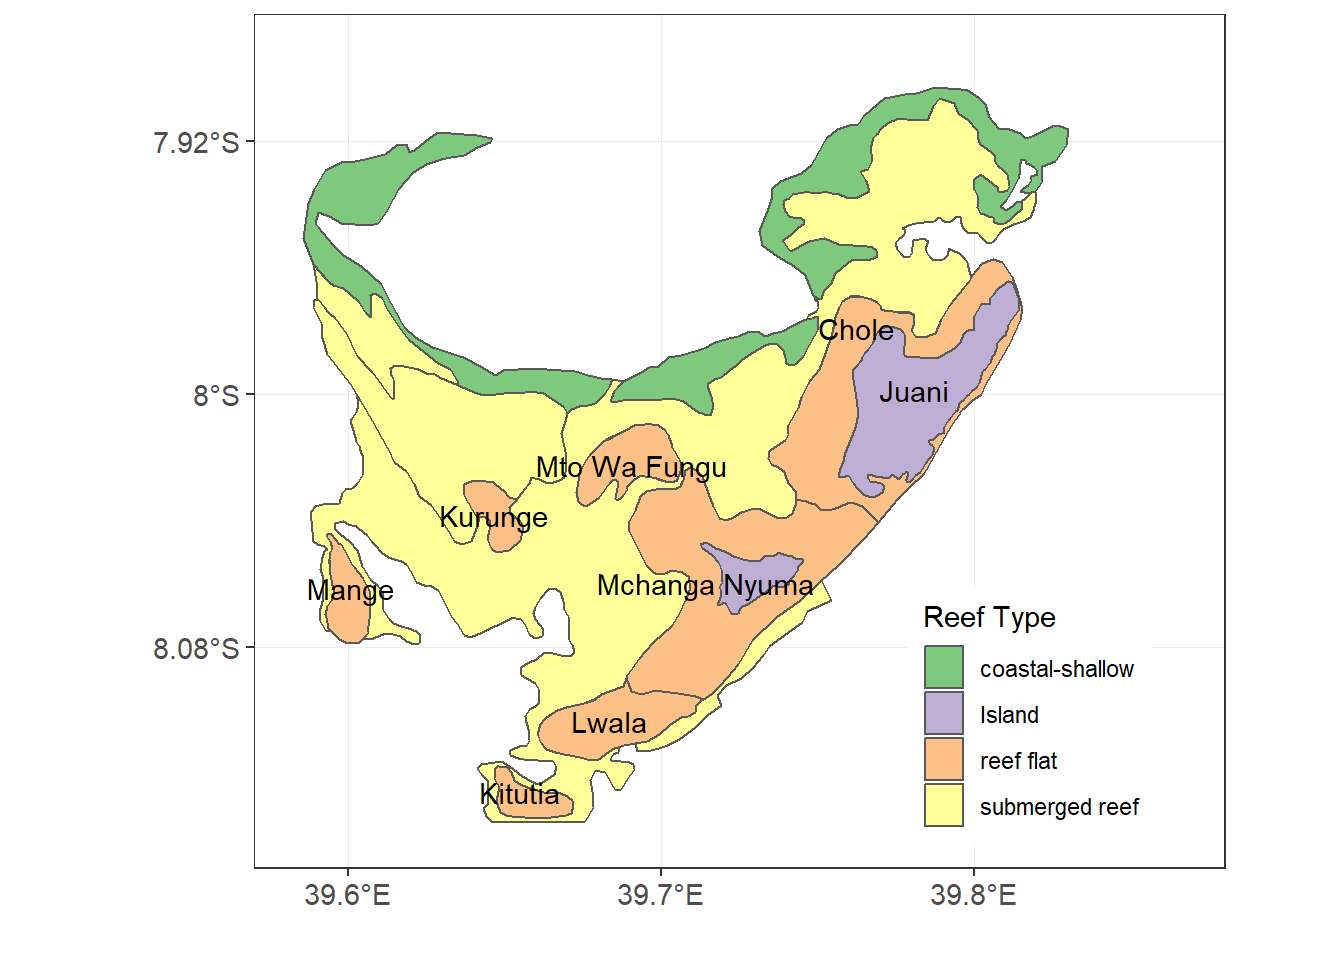 7.92°S
8°S
8.08°S
Chole
Juani
Mto Wa Fungu
Kurunge
Mange
Mchanga Nyuma
Lwala
Kitutia
Reef Type
coastal-shallow
Island
reef flat
submerged reef
39.6°E
39.7°E
39.8°E